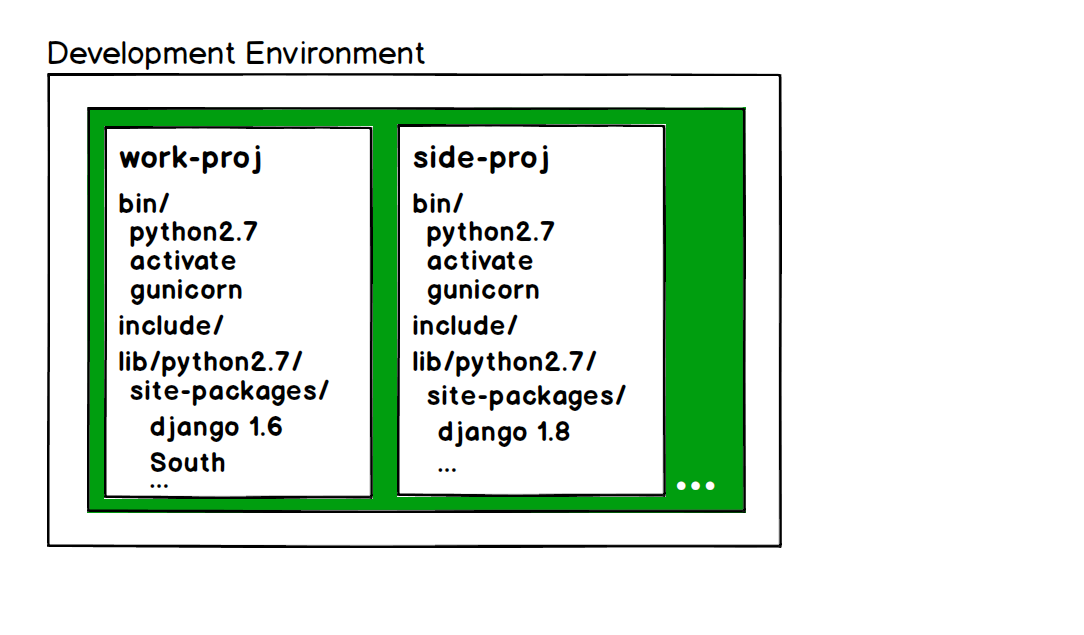 Development Environment
work-proj
bin/
python2.7
activate
gunicorn
include/
lib/python2.7/
site-packages/
django 1.6
South
...
side-proj
bin/
python2.7
activate
gunicorn
include/
lib/python2.7/
site-packages/
django 1.8
...
...